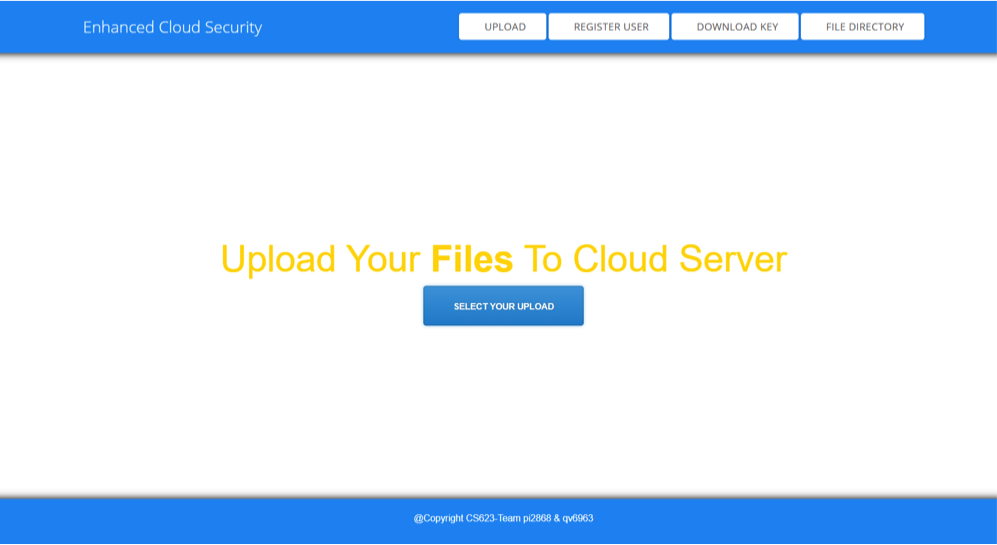 Enhanced Cloud Security
UPLOAD
REGISTER USER
DOWNLOAD KEY
FILE DIRECTORY
Upload Your Files To Cloud Server
SELECT YOUR UPLOAD
@Copyright CS623-Team pi2868 & qv6963